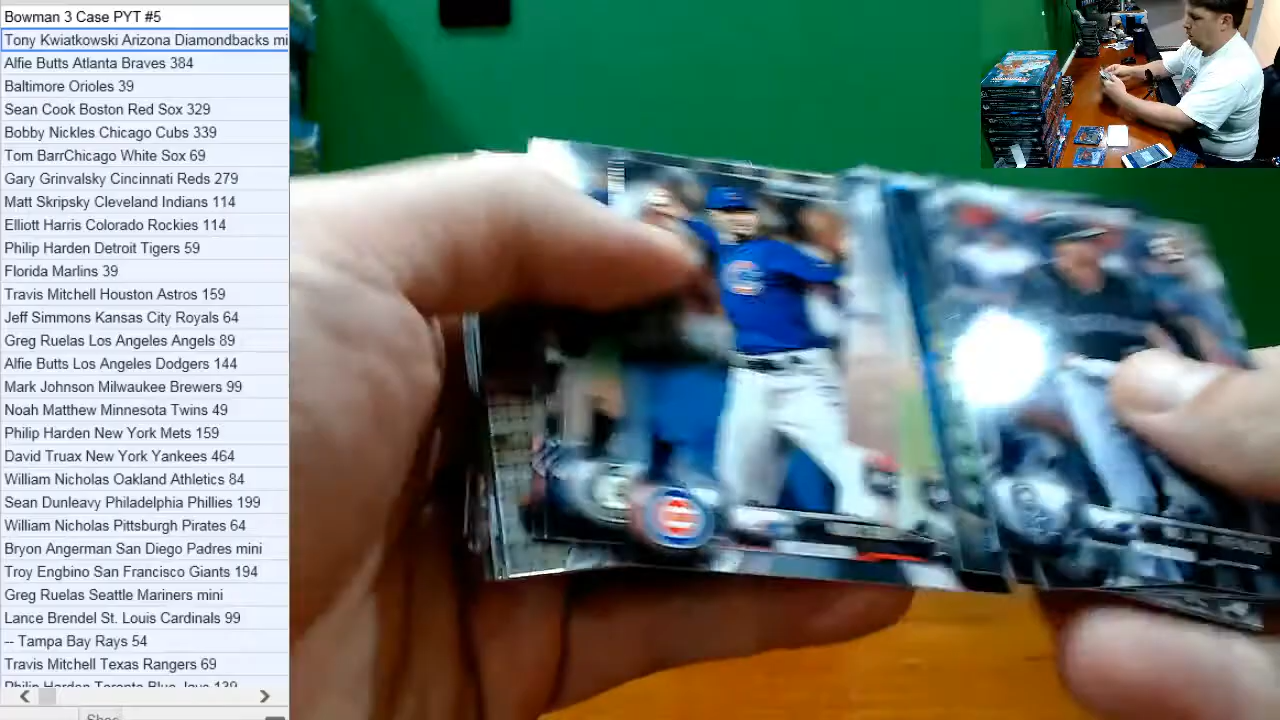 Bowman 3 Case PYT #5
Tony Kwiatkowski Arizona Diamondbacks mi
Alfie Butts Atlanta Braves 384
Baltimore Orioles 39
Sean Cook Boston Red Sox 329
Bobby Nickles Chicago Cubs 339
Tom BarrChicago White Sox 69
Gary Grinvalsky Cincinnati Reds 279
Matt Skripsky Cleveland Indians 114
Elliott Harris Colorado Rockies 114
Philip Harden Detroit Tigers 59
Florida Marlins 39
Travis Mitchell Houston Astros 159
Jeff Simmons Kansas City Royals 64
Greg Ruelas Los Angeles Angels 89
Alfie Butts Los Angeles Dodgers 144
Mark Johnson Milwaukee Brewers 99
Noah Matthew Minnesota Twins 49
Philip Harden New York Mets 159
David Truax New York Yankees 464
William Nicholas Oakland Athletics 84
Sean Dunleavy Philadelphia Phillies 199
William Nicholas Pittsburgh Pirates 64
Bryon Angerman San Diego Padres mini
Troy Engbino San Francisco Giants 194
Greg Ruelas Seattle Mariners mini
Lance Brendel St. Louis Cardinals 99
-- Tampa Bay Rays 54
Travis Mitchell Texas Rangers 69
Philip Harden Toronto Blue Jays 139